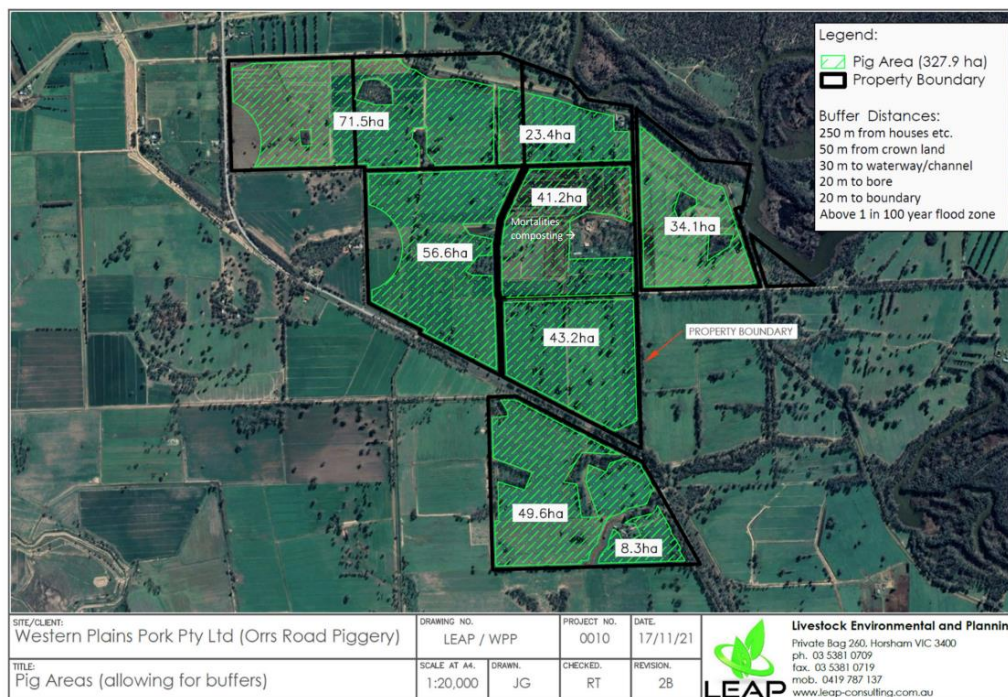 Legend:
Pig Area (327.9 ha)
Property Boundary
Buffer Distances:
250 m from houses etc.
50 m from crown land
30 m to waterway/channel
20 m to bore
20 m to boundary
Above 1 in 100 year flood zone
71.5ha
23.4ha
41.2ha
Mortalities
composting →
34.1ha
56.6ha
43.2ha
PROPERTY BOUNDARY
49.6ha
8.3ha
SITE/CLIENT:
Western Plains Pork Pty Ltd (Orrs Road Piggery)
DRAWING NO.
LEAP / WPP
PROJECT NO.
0010
DATE.
17/11/21
TITLE:
Pig Areas (allowing for buffers)
SCALE AT A4.
1:20,000
DRAWN.
JG
CHECKED.
RT
REVISION.
2B
LEAP
Livestock Environmental and Plannin
Private Bag 260, Horsham VIC 3400
ph. 03 5381 0709
fax. 03 5381 0719
mob. 0419 787 137
www.leap-consulting.com.au